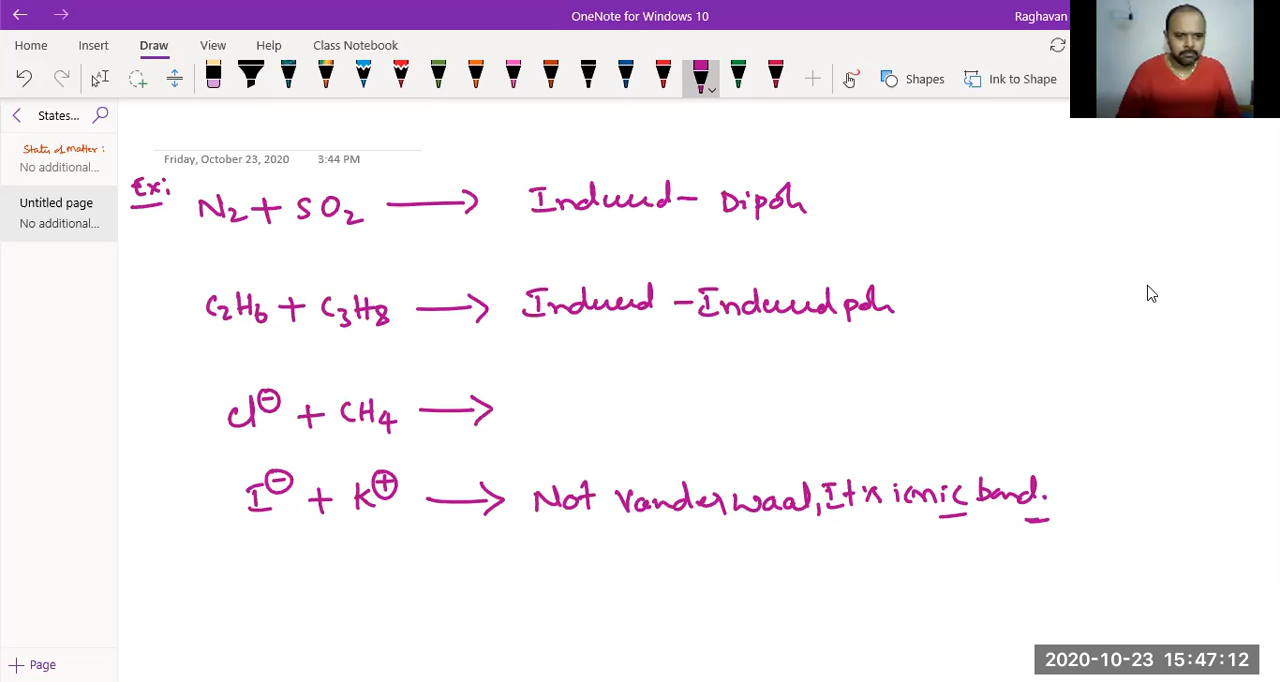 OneNote for Windows 10
Raghavan
Home Insert Draw View Help Class Notebook
Shapes Ink to Shape
States...
States of matter :
No additional...
Untitled page
No additional...
Friday, October 23, 2020 3:44 PM
Ex:
N2 + SO2 → Induced - Dipole
C2H6 + C3H8 → Induced - Induced pole
Cl⊖ + CH4 →
I⊖ + K⊕ → Not vanderwaal, It is ionic bond.
+ Page
2020-10-23 15:47:12